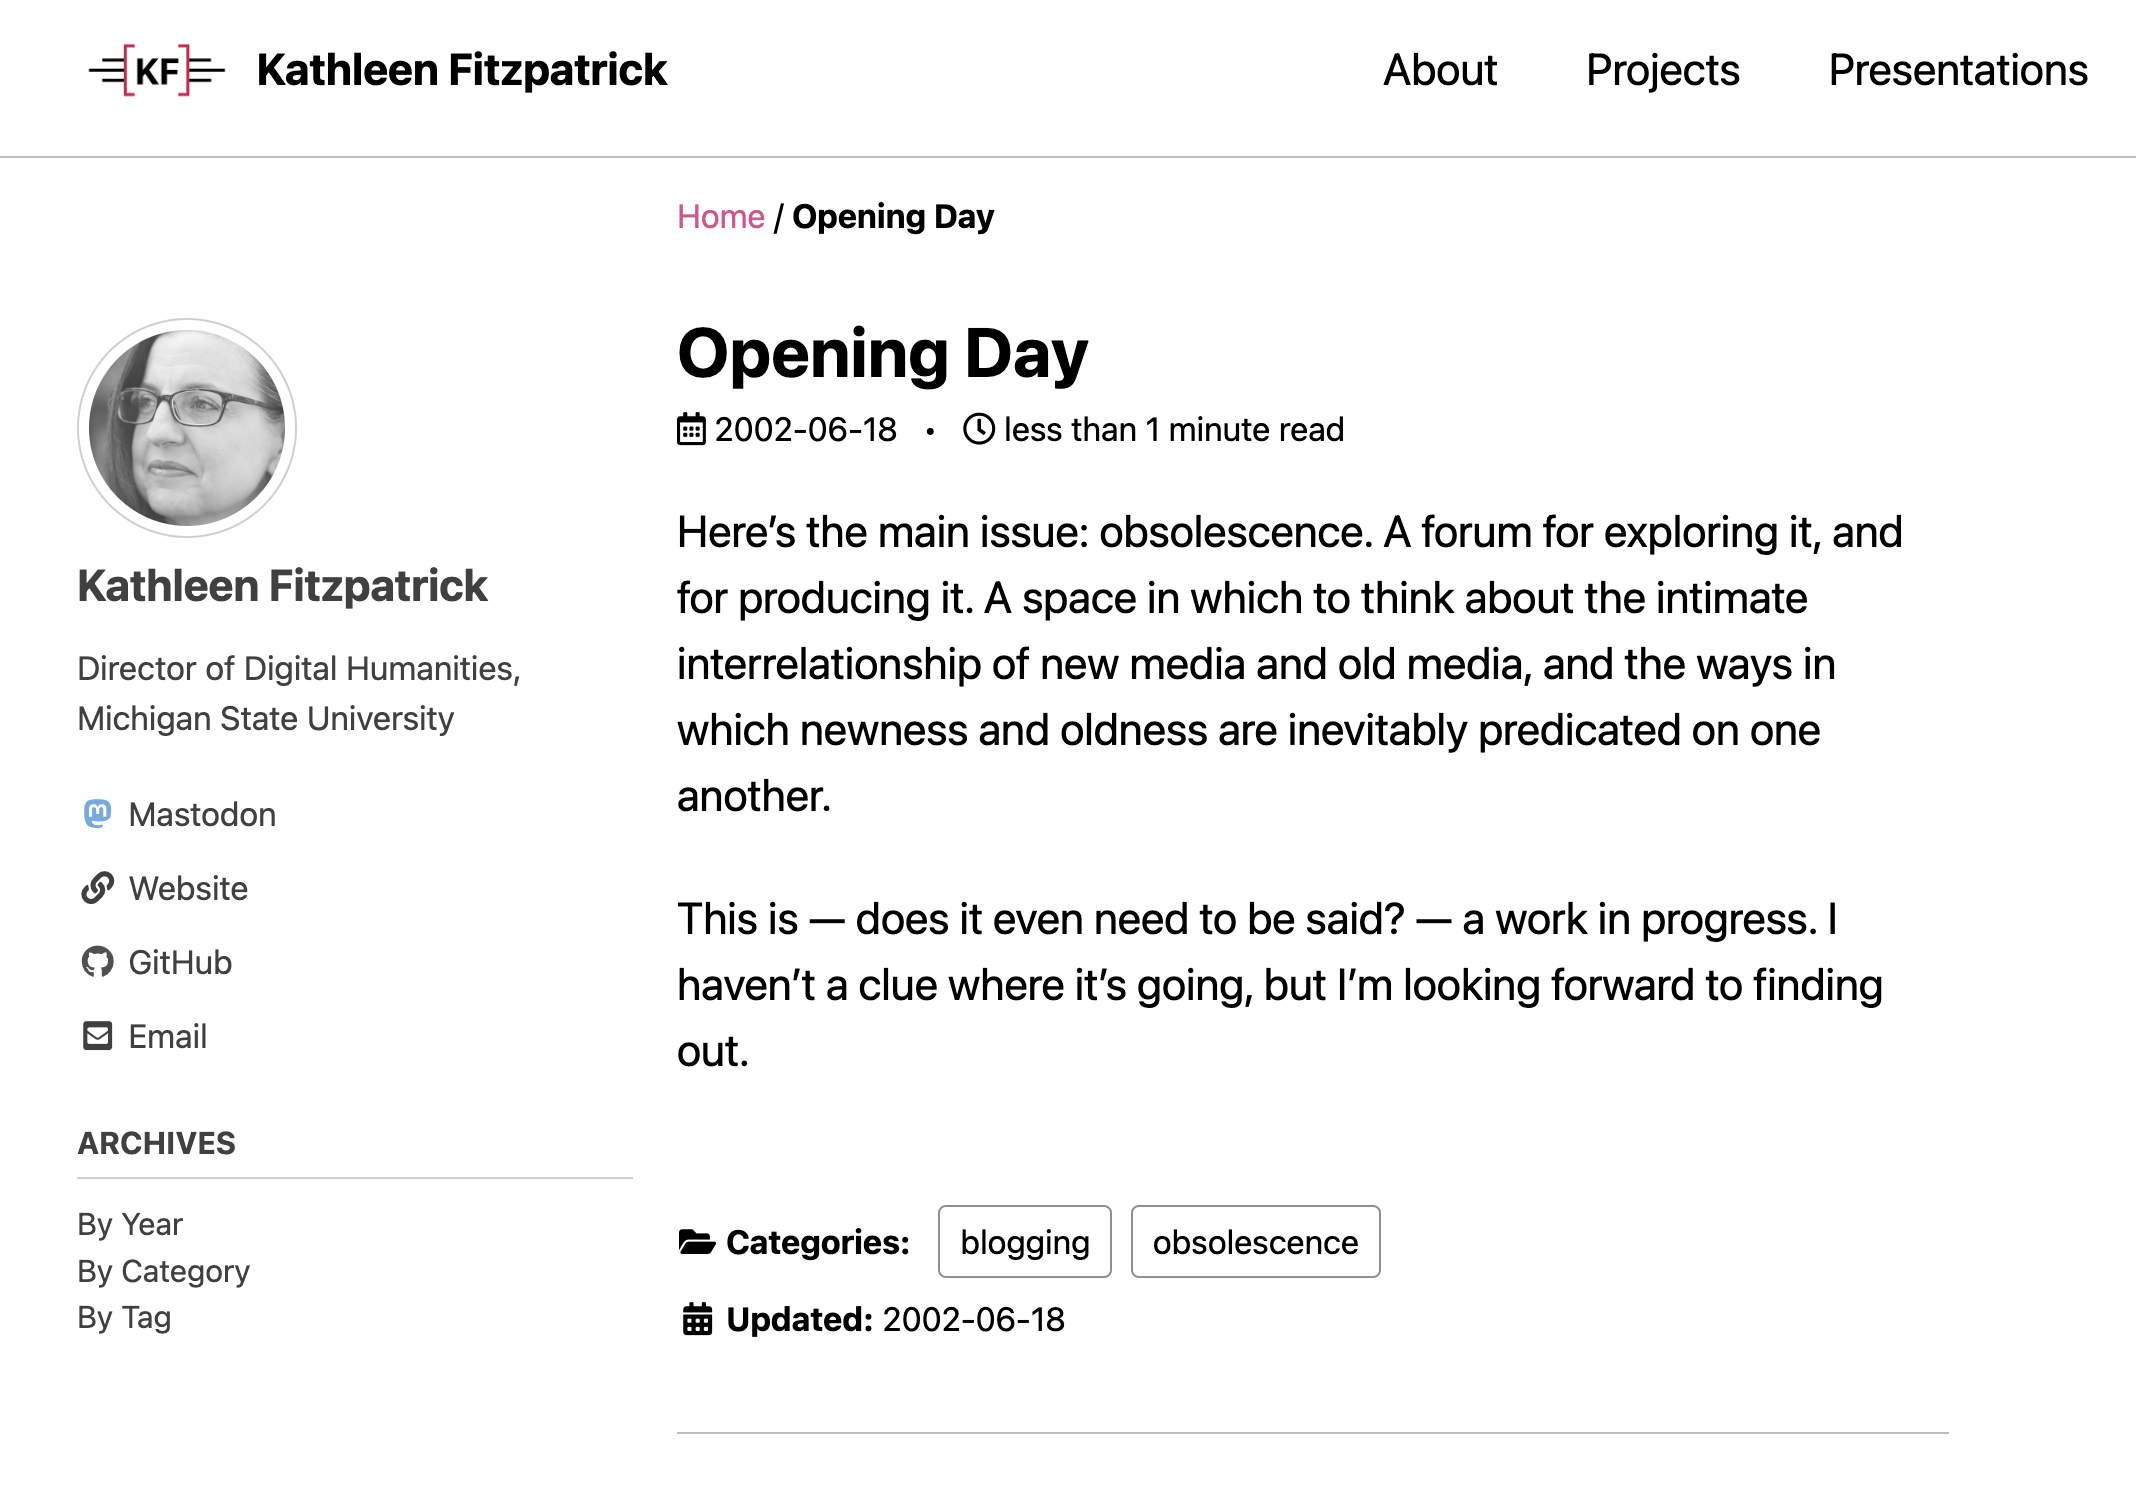 KF
Kathleen Fitzpatrick
About
Projects
Presentations
Home / Opening Day
Kathleen Fitzpatrick
Director of Digital Humanities,
Michigan State University
Mastodon
Website
GitHub
Email
ARCHIVES
By Year
By Category
By Tag
Opening Day
2002-06-18 • less than 1 minute read
Here’s the main issue: obsolescence. A forum for exploring it, and
for producing it. A space in which to think about the intimate
interrelationship of new media and old media, and the ways in
which newness and oldness are inevitably predicated on one
another.
This is — does it even need to be said? — a work in progress. I
haven’t a clue where it’s going, but I’m looking forward to finding
out.
Categories: blogging obsolescence
Updated: 2002-06-18